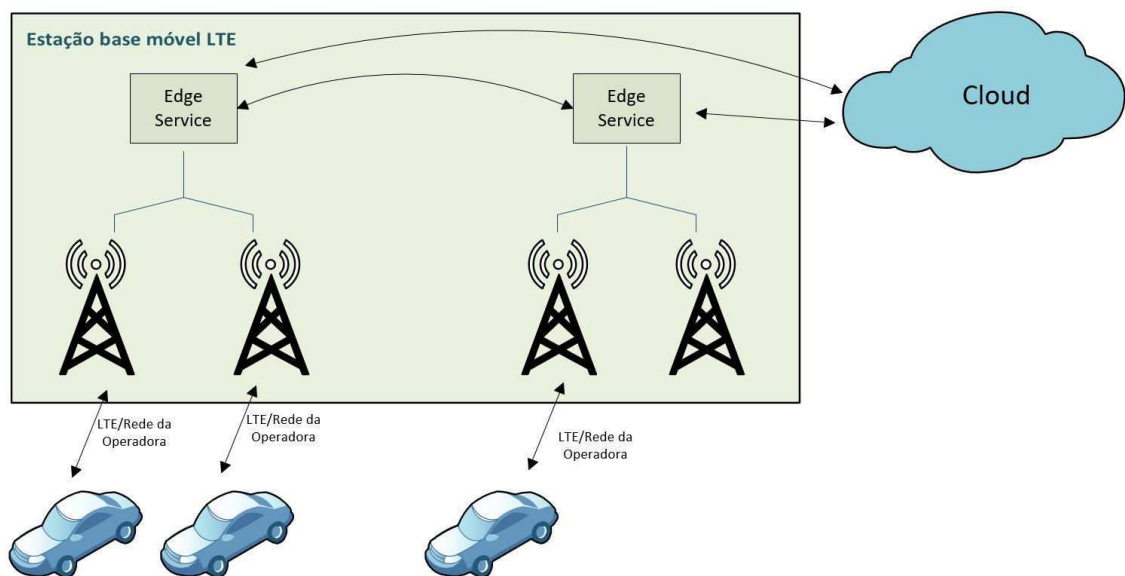 Estação base móvel LTE
Edge
Service
Edge
Service
Cloud
LTE/Rede da
Operadora
LTE/Rede da
Operadora
LTE/Rede da
Operadora